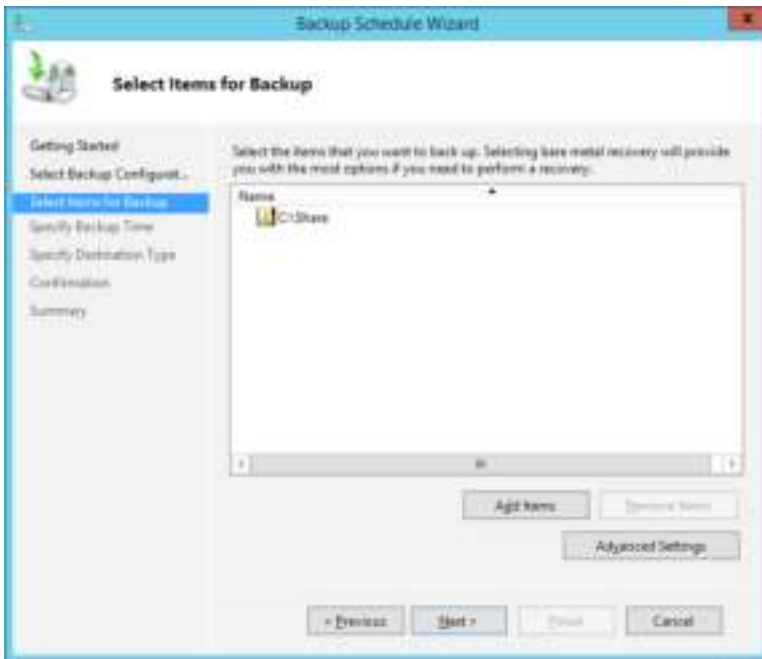 Backup Schedule Wizard
Select Items for Backup
Getting Started
Select Backup Configurat...
Select Items for Backup
Specify Backup Time
Specify Destination Type
Confirmation
Summary
Select the items that you want to back up. Selecting bare metal recovery will provide
you with the most options if you need to perform a recovery.
Name
C:\Share
Add Items
Remove Items
Advanced Settings
< Previous
Next >
Finish
Cancel